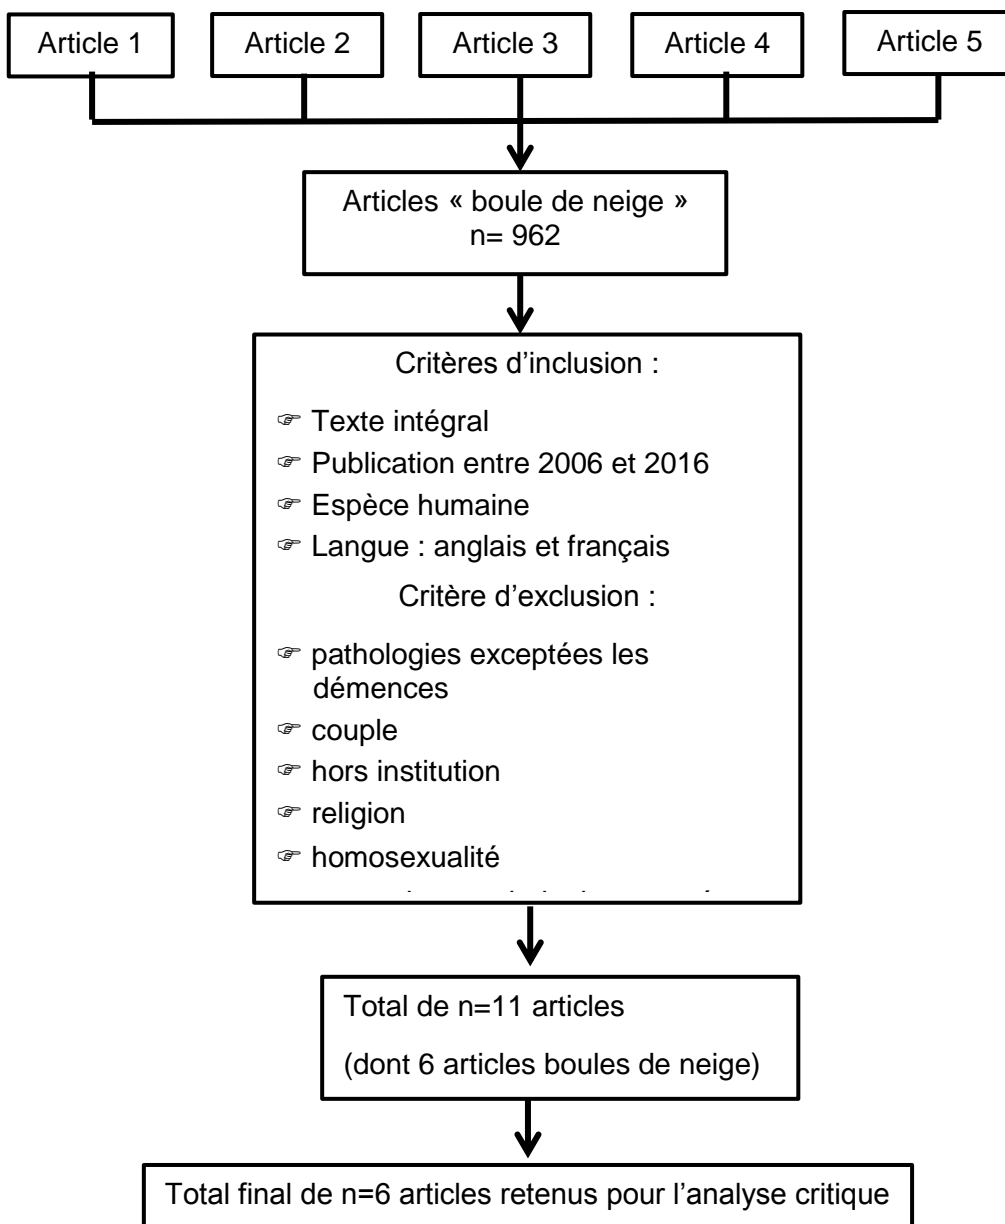 Article 1
Article 2
Article 3
Article 4
Article 5
Articles « boule de neige »
n= 962
Critères d’inclusion :
☞ Texte intégral
☞ Publication entre 2006 et 2016
☞ Espèce humaine
☞ Langue : anglais et français
Critère d’exclusion :
☞ pathologies exceptées les
démences
☞ couple
☞ hors institution
☞ religion
☞ homosexualité
Total de n=11 articles
(dont 6 articles boules de neige)
Total final de n=6 articles retenus pour l’analyse critique